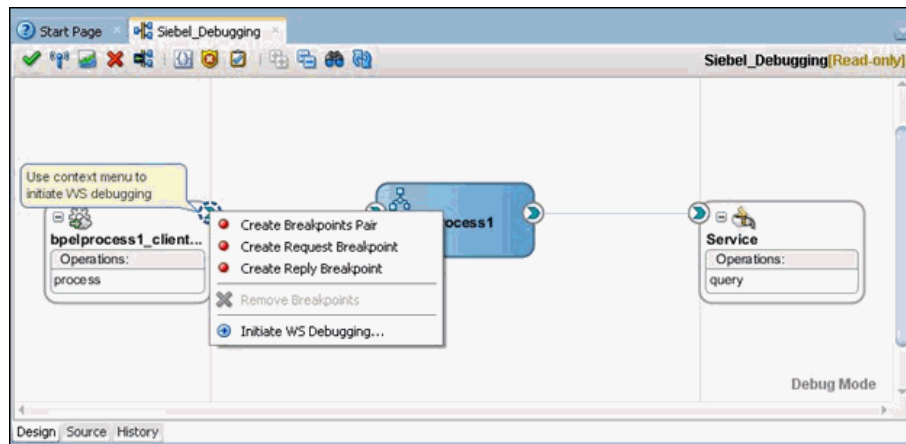 Start Page
Siebel_Debugging
Siebel_Debugging[Read-only]
Use context menu to
initiate WS debugging
bpelprocess1_client...
Operations:
process
Create Breakpoints Pair
Create Request Breakpoint
Create Reply Breakpoint
Remove Breakpoints
Initiate WS Debugging...
ocess1
Service
Operations:
query
Debug Mode
Design Source History